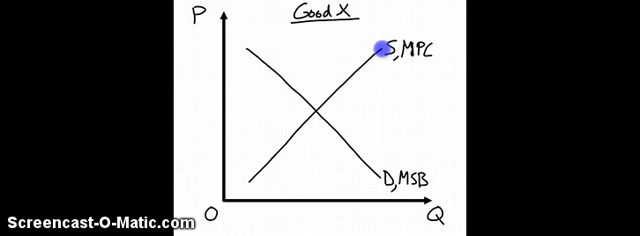 Good X
P
S, MPC
D, MSB
O
Q
Screencast-O-Matic.com